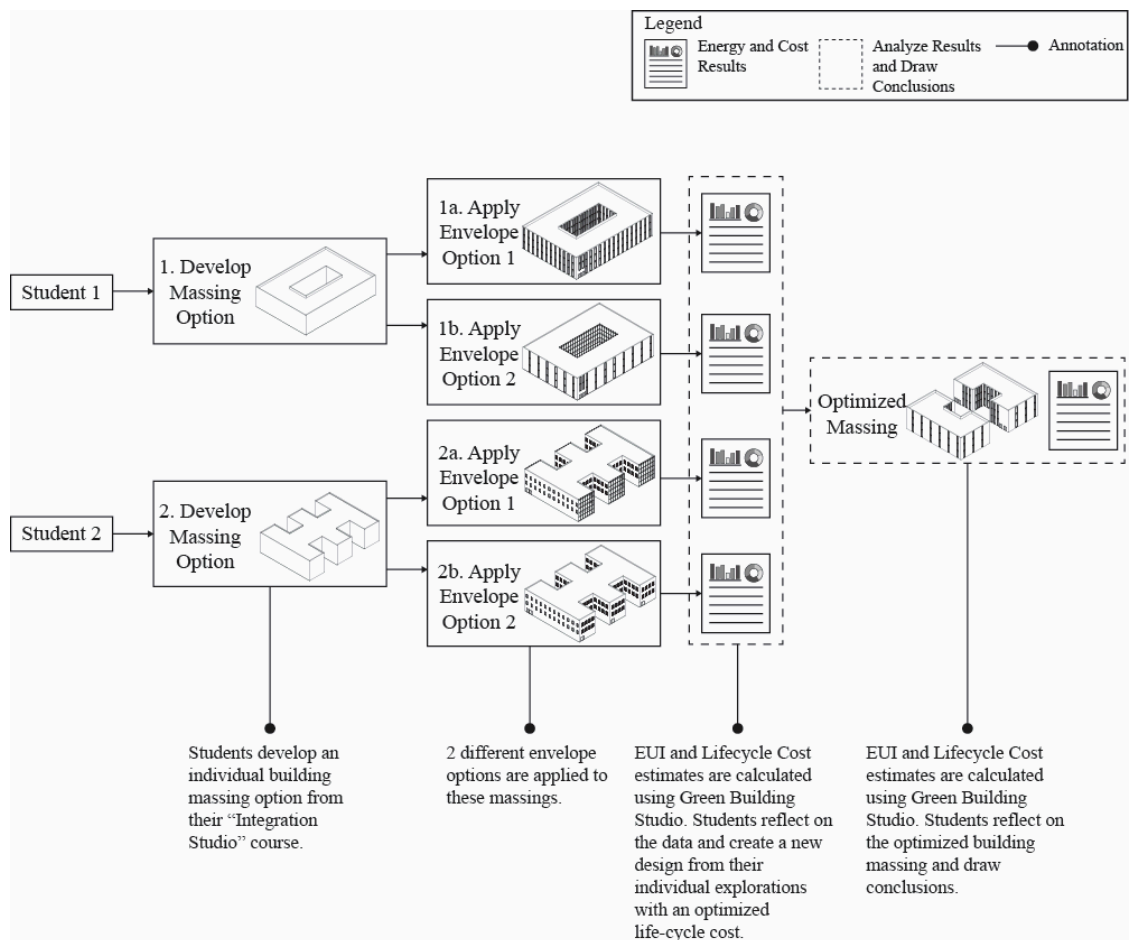 Legend
Energy and Cost
Results
Analyze Results
and Draw
Conclusions
Annotation
Student 1
1. Develop
Massing
Option
1a. Apply
Envelope
Option 1
1b. Apply
Envelope
Option 2
Student 2
2. Develop
Massing
Option
2a. Apply
Envelope
Option 1
2b. Apply
Envelope
Option 2
Optimized
Massing
Students develop an
individual building
massing option from
their “Integration
Studio” course.
2 different envelope
options are applied to
these massings.
EUI and Lifecycle Cost
estimates are calculated
using Green Building
Studio. Students reflect on
the data and create a new
design from their
individual explorations
with an optimized
life-cycle cost.
EUI and Lifecycle Cost
estimates are calculated
using Green Building
Studio. Students reflect on
the optimized building
massing and draw
conclusions.